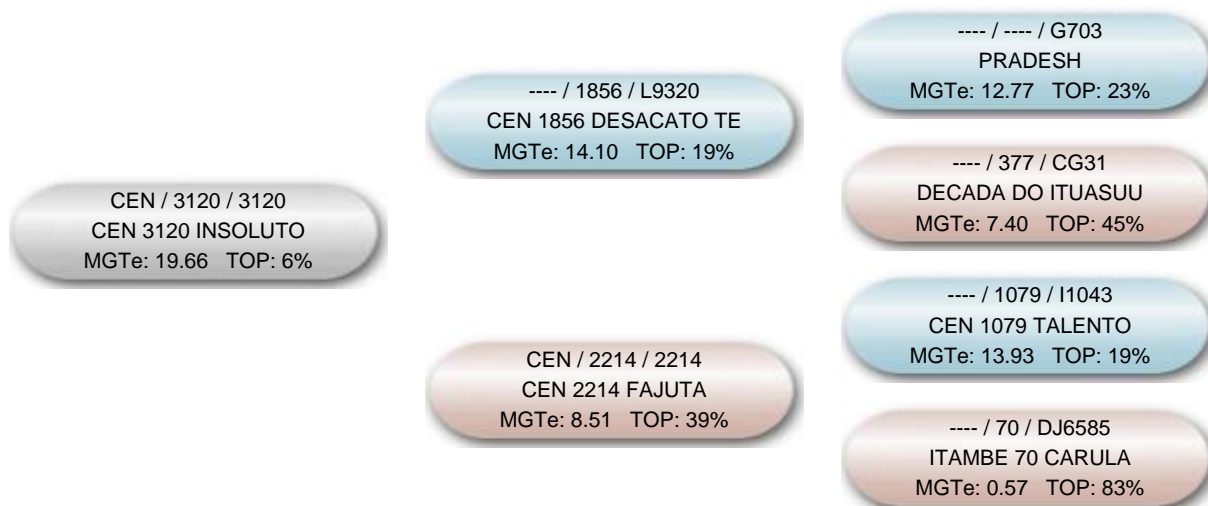 CEN / 3120 / 3120
CEN 3120 INSOLUTO
MGTe: 19.66 TOP: 6%
---- / 1856 / L9320
CEN 1856 DESACATO TE
MGTe: 14.10 TOP: 19%
CEN / 2214 / 2214
CEN 2214 FAJUTA
MGTe: 8.51 TOP: 39%
---- / ---- / G703
PRADESH
MGTe: 12.77 TOP: 23%
---- / 377 / CG31
DECADA DO ITUASUU
MGTe: 7.40 TOP: 45%
---- / 1079 / I1043
CEN 1079 TALENTO
MGTe: 13.93 TOP: 19%
---- / 70 / DJ6585
ITAMBE 70 CARULA
MGTe: 0.57 TOP: 83%